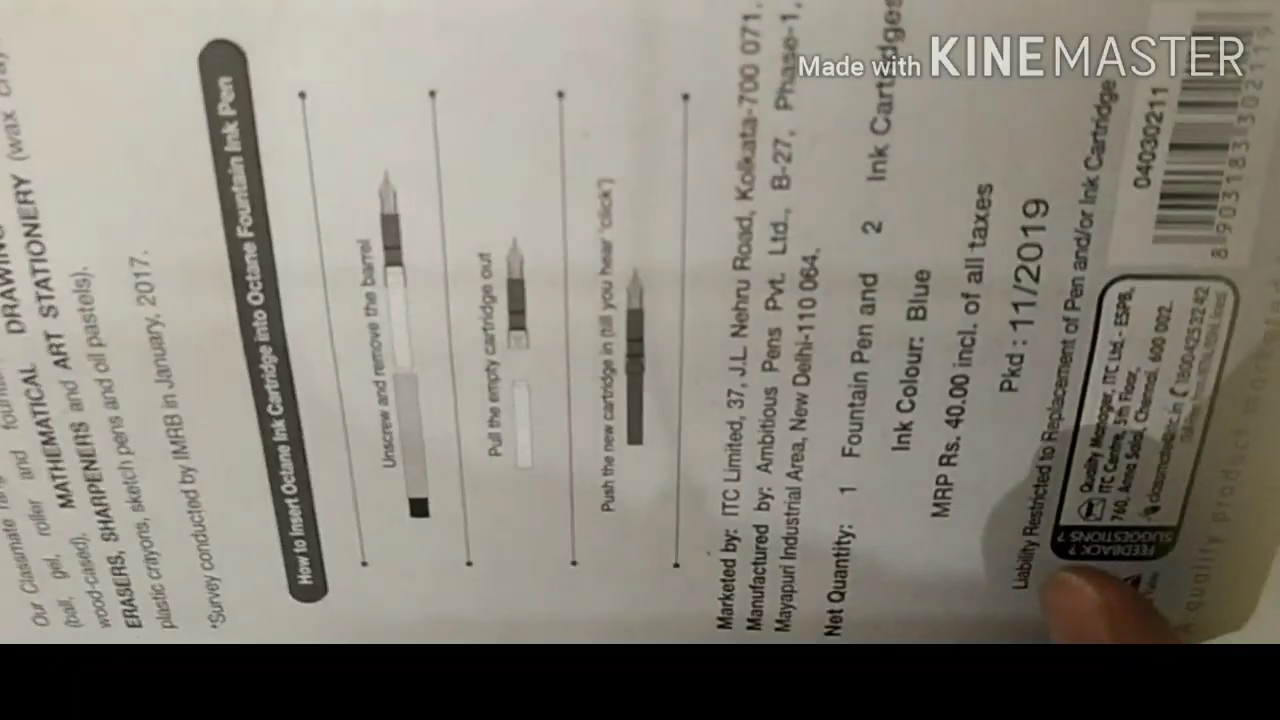 Made with KINEMASTER
DRAWING
MATHEMATICAL
(ball, gel, roller and
wood-cased), MATHEMATICAL and ART STATIONERY (wax
ERASERS, SHARPENERS and oil pastels).
plastic crayons, sketch pens and
*Survey conducted by IMRB in January, 2017.
How to Insert Octane Ink Cartridge into Octane Fountain Ink Pen
Unscrew and remove the barrel
Pull the empty cartridge out
Push the new cartridge in (till you hear "click")
Marketed by: ITC Limited, 37, J.L. Nehru Road, Kolkata-700 071.
Manufactured by: Ambitious Pens Pvt. Ltd., B-27, Phase-1,
Mayapuri Industrial Area, New Delhi-110 064.
Net Quantity: 1 Fountain Pen and 2 Ink Cartridges
Ink Colour: Blue
MRP Rs. 40.00 incl. of all taxes
Pkd : 11/2019
Liability Restricted to Replacement of Pen and/or Ink Cartridge
FEEDBACK ?
SUGGESTIONS ?
Quality Manager, ITC Ltd.- ESPB,
ITC Centre, 5th Floor,
760, Anna Salai, Chennai, 600 002.
classmate@itc.in 18004253242
04030211
A quality product